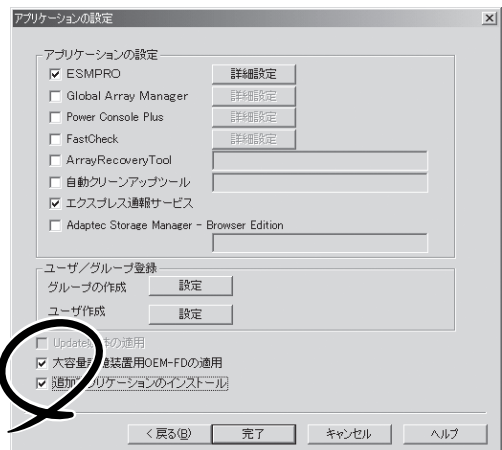 アプリケーションの設定
アプリケーションの設定
ESMPRO 詳細設定
Global Array Manager 詳細設定
Power Console Plus 詳細設定
FastCheck 詳細設定
ArrayRecoveryTool
自動クリーンアップツール
エクスプレス通報サービス
Adaptec Storage Manager - Browser Edition
ユーザ/グループ登録
グループの作成 設定
ユーザ作成 設定
の適用
大容量記憶装置用OEM-FDの適用
追加アプリケーションのインストール
< 戻る(B) 完了 キャンセル ヘルプ